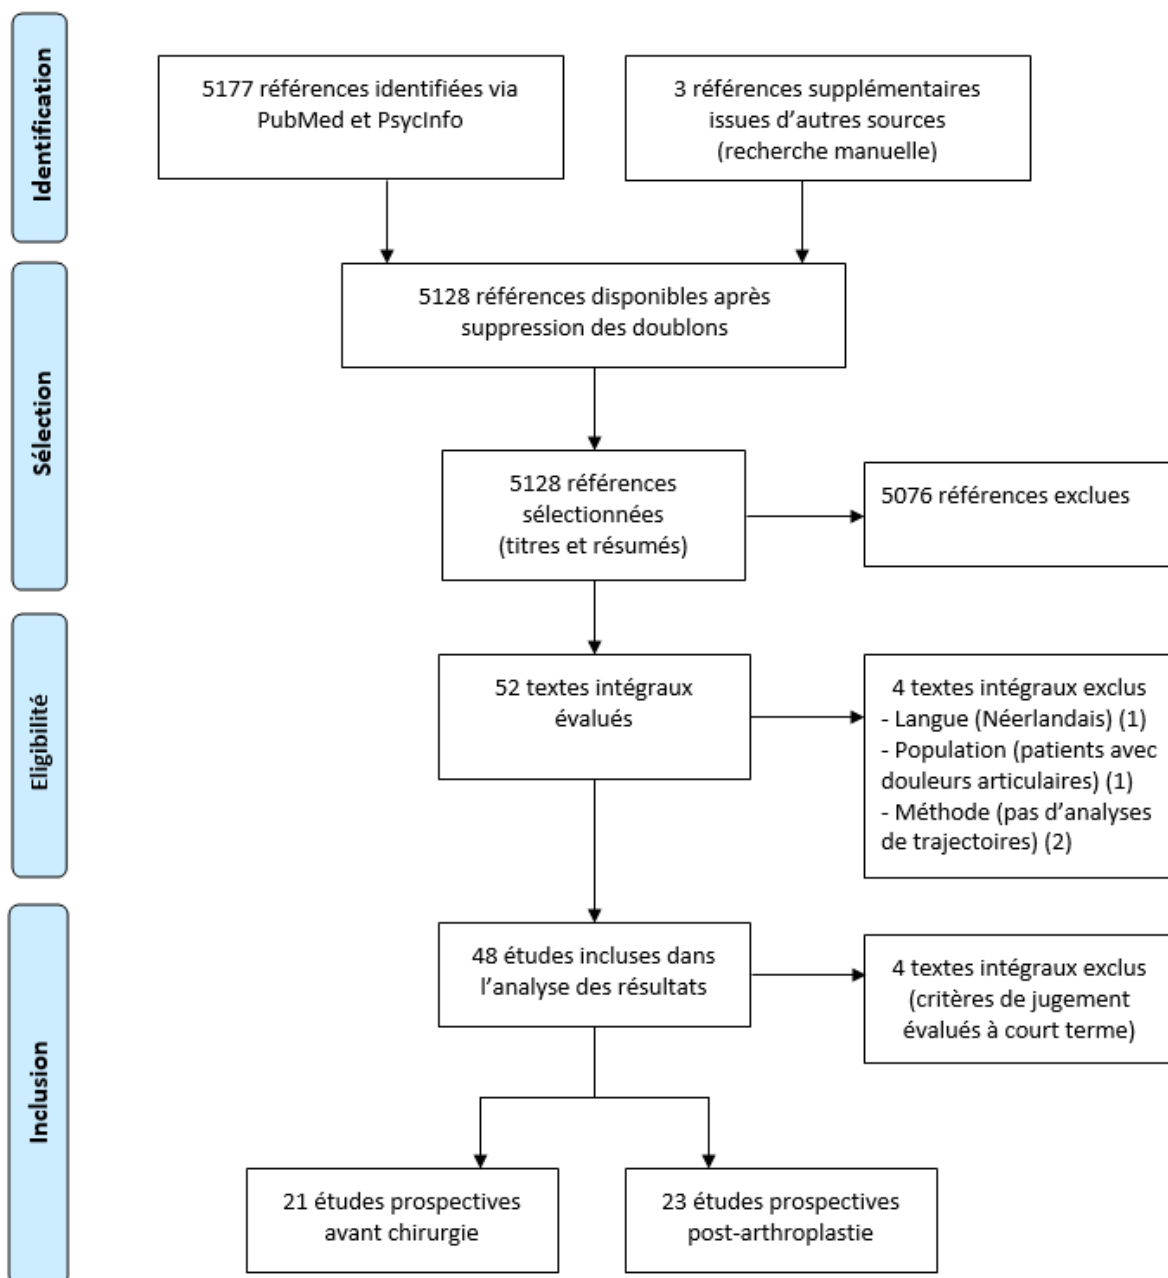 Identification
5177 références identifiées via
PubMed et PsycInfo
3 références supplémentaires
issues d'autres sources
(recherche manuelle)
Sélection
5128 références disponibles après
suppression des doublons
5128 références
sélectionnées
(titres et résumés)
5076 références exclues
Eligibilité
52 textes intégraux
évalués
4 textes intégraux exclus
- Langue (Néerlandais) (1)
- Population (patients avec
douleurs articulaires) (1)
- Méthode (pas d'analyses
de trajectoires) (2)
Inclusion
48 études incluses dans
l'analyse des résultats
4 textes intégraux exclus
(critères de jugement
évalués à court terme)
21 études prospectives
avant chirurgie
23 études prospectives
post-arthroplastie